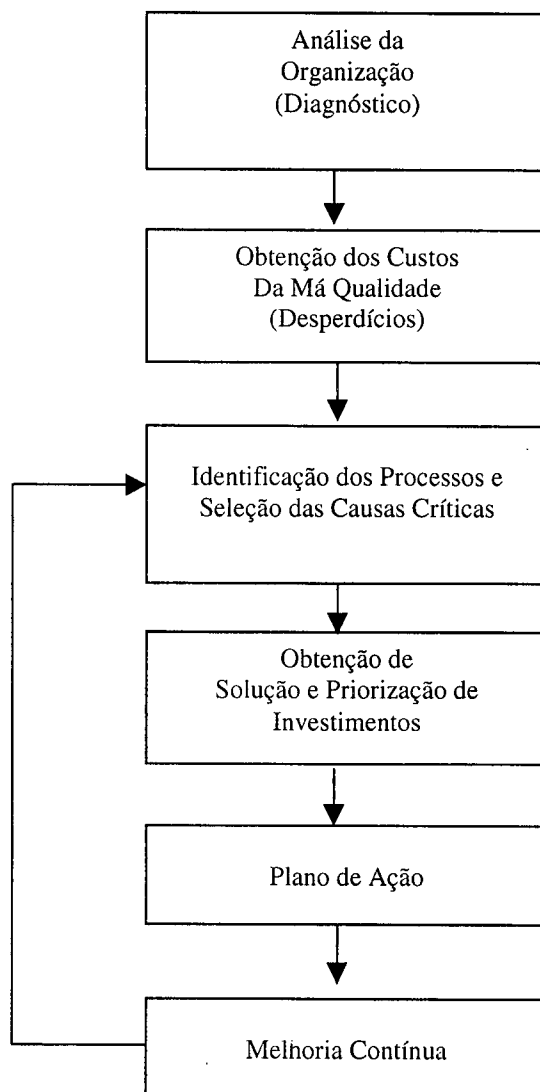 Análise da
Organização
(Diagnóstico)
Obtenção dos Custos
Da Má Qualidade
(Desperdícios)
Identificação dos Processos e
Seleção das Causas Críticas
Obtenção de
Solução e Priorização de
Investimentos
Plano de Ação
Melhoria Contínua